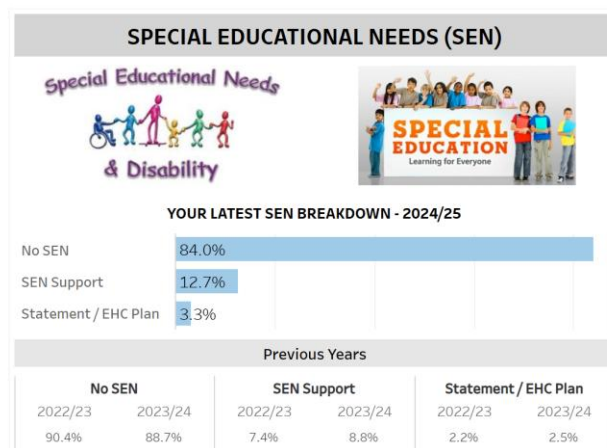 SPECIAL EDUCATIONAL NEEDS (SEN)
Special Educational Needs
& Disability
SPECIAL
EDUCATION
Learning for Everyone
YOUR LATEST SEN BREAKDOWN - 2024/25
No SEN 84.0%
SEN Support 12.7%
Statement / EHC Plan 3.3%
Previous Years
No SEN SEN Support Statement / EHC Plan
2022/23 2023/24 2022/23 2023/24 2022/23 2023/24
90.4% 88.7% 7.4% 8.8% 2.2% 2.5%